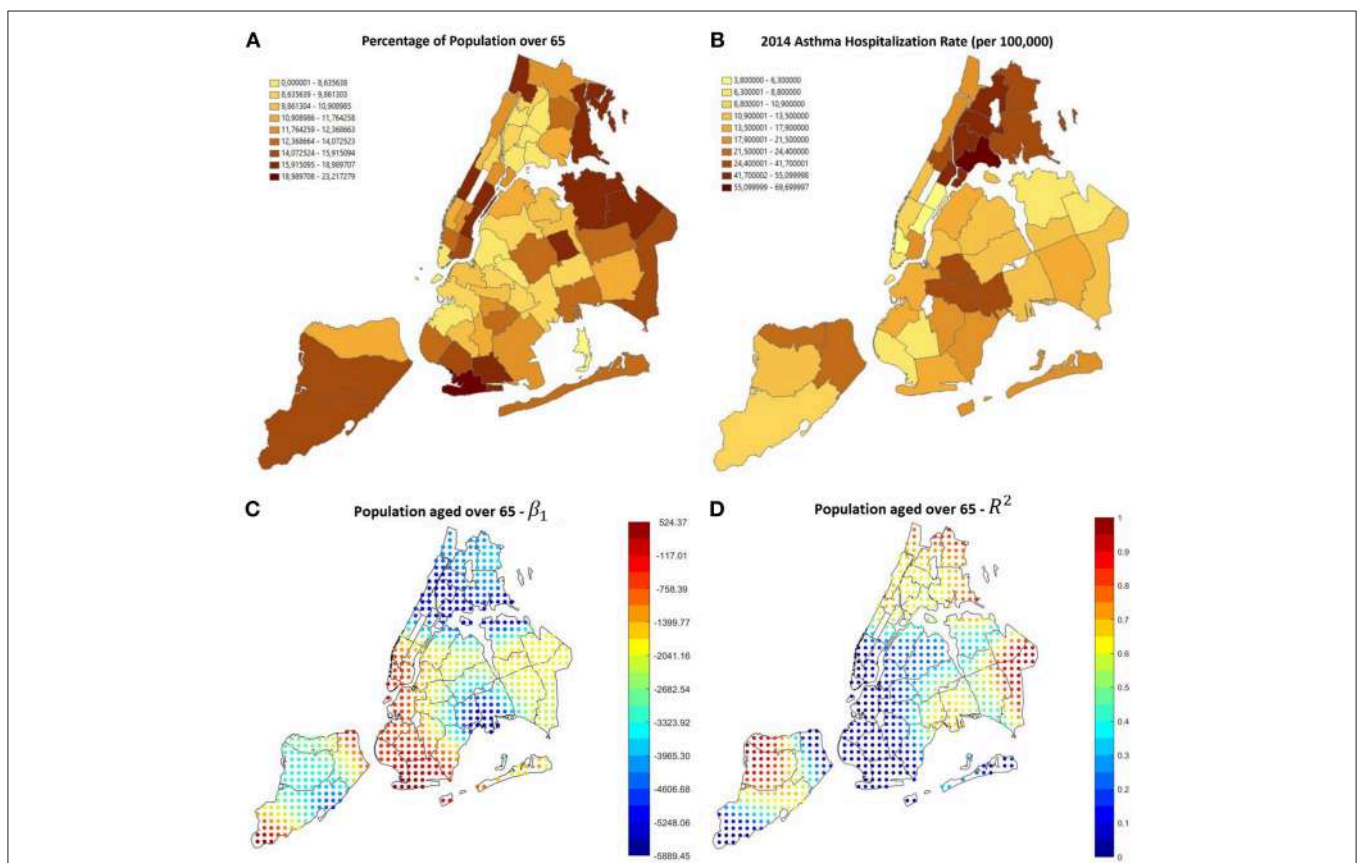 A
Percentage of Population over 65
0,000001 - 8,635638
8,635639 - 9,861303
9,861304 - 10,908985
10,908986 - 11,764258
11,764259 - 12,368663
12,368664 - 14,072523
14,072524 - 15,915094
15,915095 - 18,989707
18,989708 - 23,217279
B
2014 Asthma Hospitalization Rate (per 100,000)
3,800000 - 6,300000
6,300001 - 8,800000
8,800001 - 10,900000
10,900001 - 13,500000
13,500001 - 17,900000
17,900001 - 21,500000
21,500001 - 24,400000
24,400001 - 41,700001
41,700002 - 55,099998
55,099999 - 69,699997
C
Population aged over 65 - β₁
524.37
-117.01
-758.39
-1399.77
-2041.16
-2682.54
-3323.92
-3965.30
-4606.68
-5248.06
-5889.45
D
Population aged over 65 - R²
1
0.9
0.8
0.7
0.6
0.5
0.4
0.3
0.2
0.1
0